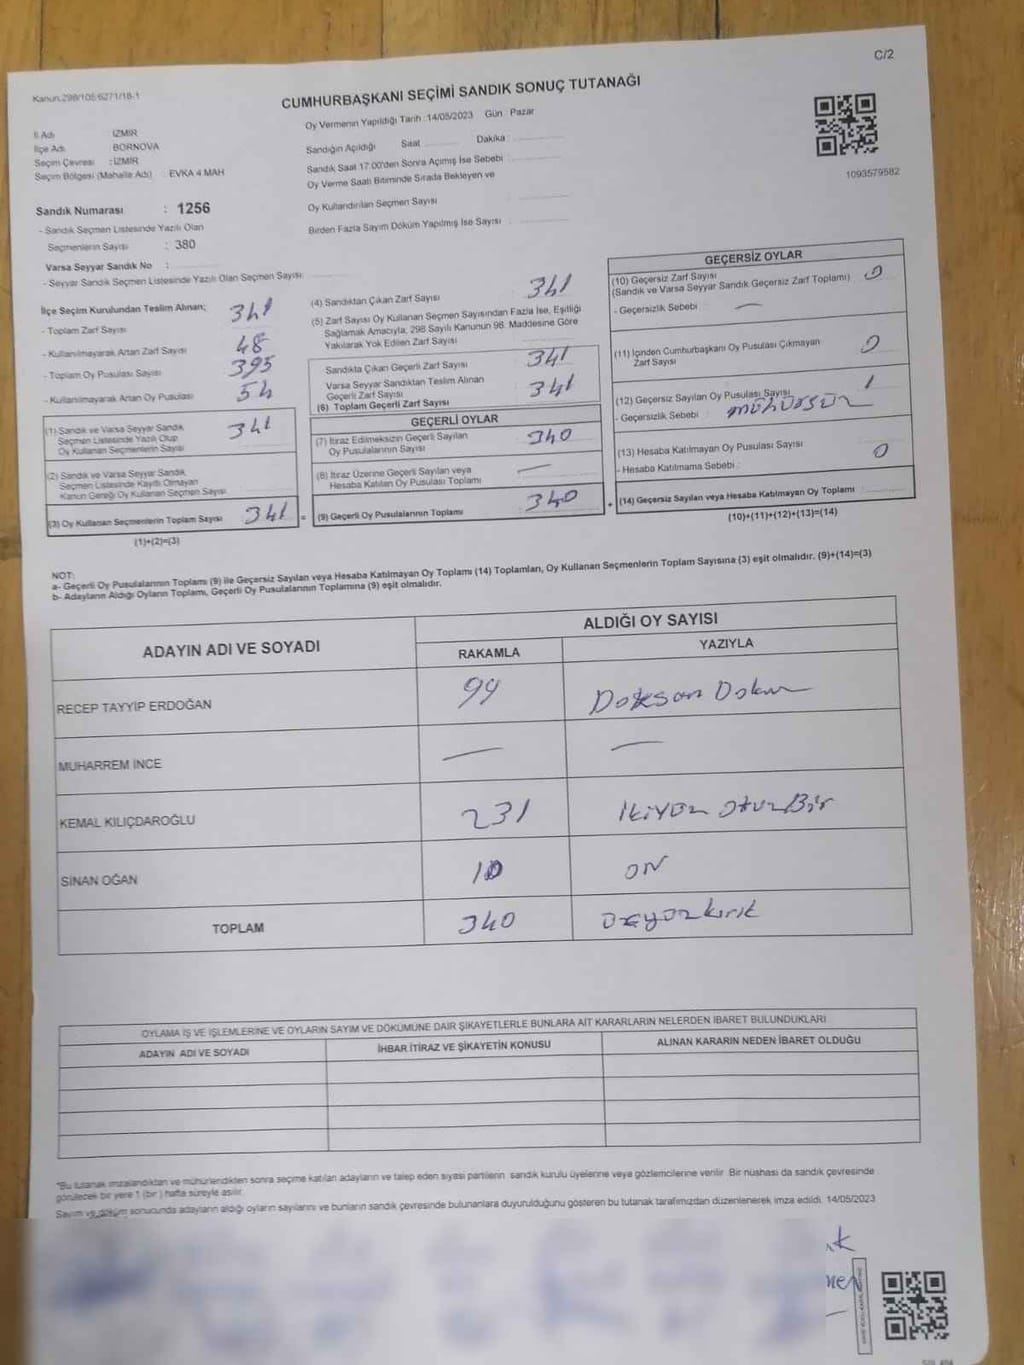 C/2
Kanun:298/105;6271/18-1
CUMHURBAŞKANI SEÇİMİ SANDIK SONUÇ TUTANAĞI
Oy Vermenin Yapıldığı Tarih :14/05/2023 Gün : Pazar
İl Adı İZMİR
İlçe Adı BORNOVA
Seçim Çevresi : İZMİR
Seçim Bölgesi (Mahalle Adı) : EVKA 4 MAH
Sandığın Açıldığı Saat Dakika :
Sandık Saat 17:00'den Sonra Açımış İse Sebebi
Oy Verme Saati Bitiminde Sırada Bekleyen ve
Oy Kullandırılan Seçmen Sayısı
Birden Fazla Sayım Döküm Yapılmış İse Sayısı :
1093579582
Sandık Numarası : 1256
- Sandık Seçmen Listesinde Yazılı Olan
Seçmenlerin Sayısı : 380
Varsa Seyyar Sandık No :
- Seyyar Sandık Seçmen Listesinde Yazılı Olan Seçmen Sayısı:
İlçe Seçim Kurulundan Teslim Alınan;
- Toplam Zarf Sayısı 341
- Kullanılmayarak Artan Zarf Sayısı 48
- Toplam Oy Pusulası Sayısı 395
- Kullanılmayarak Artan Oy Pusulası 54
(1) Sandık ve Varsa Seyyar Sandık
Seçmen Listesinde Yazılı Olup
Oy Kullanan Seçmenlerin Sayısı 341
(2) Sandık ve Varsa Seyyar Sandık
Seçmen Listesinde Kayıtlı Olmayan
Kanun Gereği Oy Kullanan Seçmen Sayısı
(3) Oy Kullanan Seçmenlerin Toplam Sayısı 341
(1)+(2)=(3)
(4) Sandıktan Çıkan Zarf Sayısı 341
(5) Zarf Sayısı Oy Kullanan Seçmen Sayısından Fazla İse, Eşitliği
Sağlamak Amacıyla, 298 Sayılı Kanunun 98. Maddesine Göre
Yakılarak Yok Edilen Zarf Sayısı
Sandıkta Çıkan Geçerli Zarf Sayısı 341
Varsa Seyyar Sandıktan Teslim Alınan
Geçerli Zarf Sayısı
(6) Toplam Geçerli Zarf Sayısı 341
GEÇERLİ OYLAR
(7) İtiraz Edilmeksizin Geçerli Sayılan
Oy Pusulalarının Sayısı 340
(8) İtiraz Üzerine Geçerli Sayılan veya
Hesaba Katılan Oy Pusulası Toplamı —
= (9) Geçerli Oy Pusulalarının Toplamı 340
GEÇERSİZ OYLAR
(10) Geçersiz Zarf Sayısı
(Sandık ve Varsa Seyyar Sandık Geçersiz Zarf Toplamı) 0
- Geçersizlik Sebebi : —
(11) İçinden Cumhurbaşkanı Oy Pusulası Çıkmayan
Zarf Sayısı 0
(12) Geçersiz Sayılan Oy Pusulası Sayısı 1
- Geçersizlik Sebebi : mühürsür
(13) Hesaba Katılmayan Oy Pusulası Sayısı 0
- Hesaba Katılmama Sebebi :
+ (14) Geçersiz Sayılan veya Hesaba Katılmayan Oy Toplamı
(10)+(11)+(12)+(13)=(14)
NOT:
a- Geçerli Oy Pusulalarının Toplamı (9) ile Geçersiz Sayılan veya Hesaba Katılmayan Oy Toplamı (14) Toplamları, Oy Kullanan Seçmenlerin Toplam Sayısına (3) eşit olmalıdır. (9)+(14)=(3)
b- Adayların Aldığı Oyların Toplamı, Geçerli Oy Pusulalarının Toplamına (9) eşit olmalıdır.
ADAYIN ADI VE SOYADI
ALDIĞI OY SAYISI
RAKAMLA YAZIYLA
RECEP TAYYİP ERDOĞAN 99 Doksan Dokuz
MUHARREM İNCE — —
KEMAL KILIÇDAROĞLU 231 İkiyüz otuzBir
SİNAN OĞAN 10 ON
TOPLAM 340 üçyüzkırk
OYLAMA İŞ VE İŞLEMLERİNE VE OYLARIN SAYIM VE DÖKÜMÜNE DAİR ŞİKAYETLERLE BUNLARA AİT KARARLARIN NELERDEN İBARET BULUNDUKLARI
ADAYIN ADI VE SOYADI İHBAR İTİRAZ VE ŞİKAYETİN KONUSU ALINAN KARARIN NEDEN İBARET OLDUĞU
*Bu tutanak imzalandıktan ve mühürlendikten sonra seçime katılan adayların ve talep eden siyasi partilerin sandık kurulu üyelerine veya gözlemcilerine verilir. Bir nüshası da sandık çevresinde
görülecek bir yere 1 (bir ) hafta süreyle asılır.
Sayım ve döküm sonucunda adayların aldığı oyların sayılarını ve bunların sandık çevresinde bulunanlara duyurulduğunu gösteren bu tutanak tarafımızdan düzenlenerek imza edildi. 14/05/2023